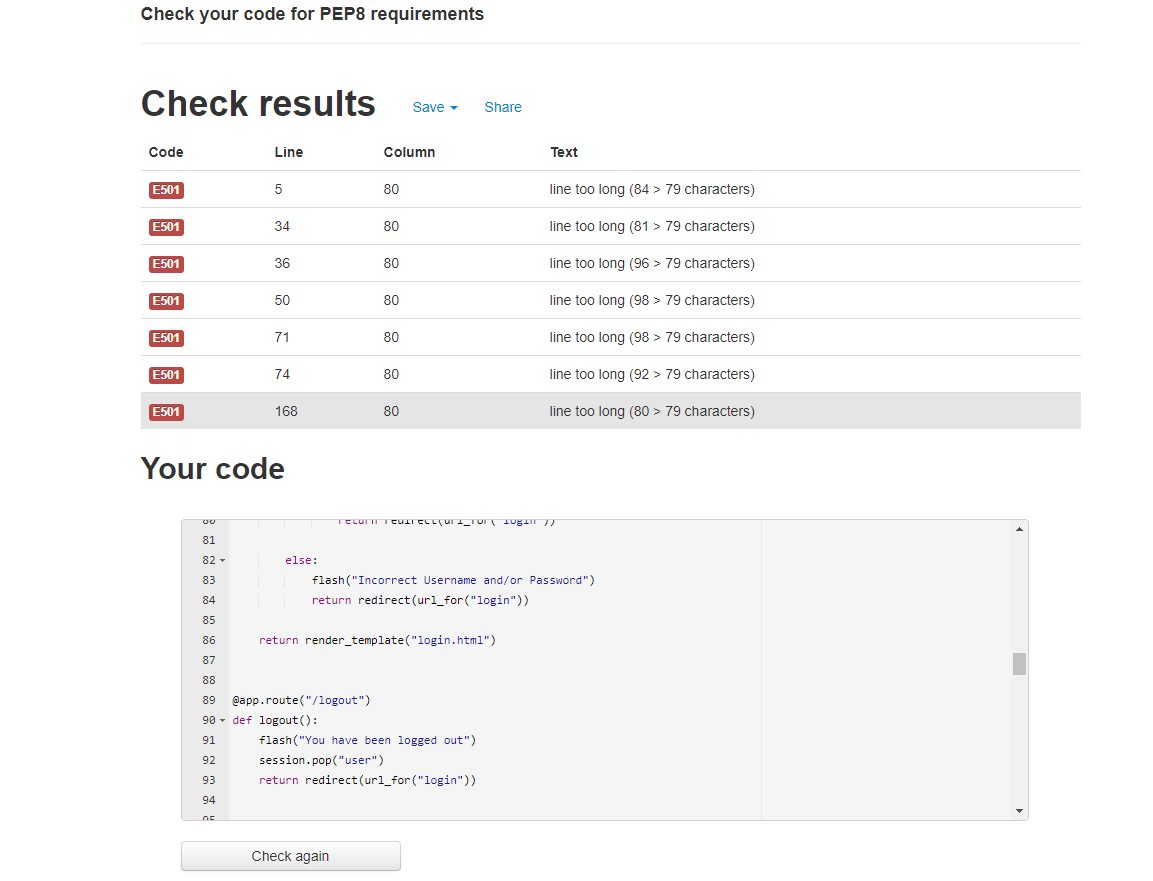 Check your code for PEP8 requirements
Check results Save Share
Code Line Column Text
E501 5 80 line too long (84 > 79 characters)
E501 34 80 line too long (81 > 79 characters)
E501 36 80 line too long (96 > 79 characters)
E501 50 80 line too long (98 > 79 characters)
E501 71 80 line too long (98 > 79 characters)
E501 74 80 line too long (92 > 79 characters)
E501 168 80 line too long (80 > 79 characters)
Your code
80 return redirect(url_for("login"))
81
82 else:
83 flash("Incorrect Username and/or Password")
84 return redirect(url_for("login"))
85
86 return render_template("login.html")
87
88
89 @app.route("/logout")
90 def logout():
91 flash("You have been logged out")
92 session.pop("user")
93 return redirect(url_for("login"))
94
95
Check again